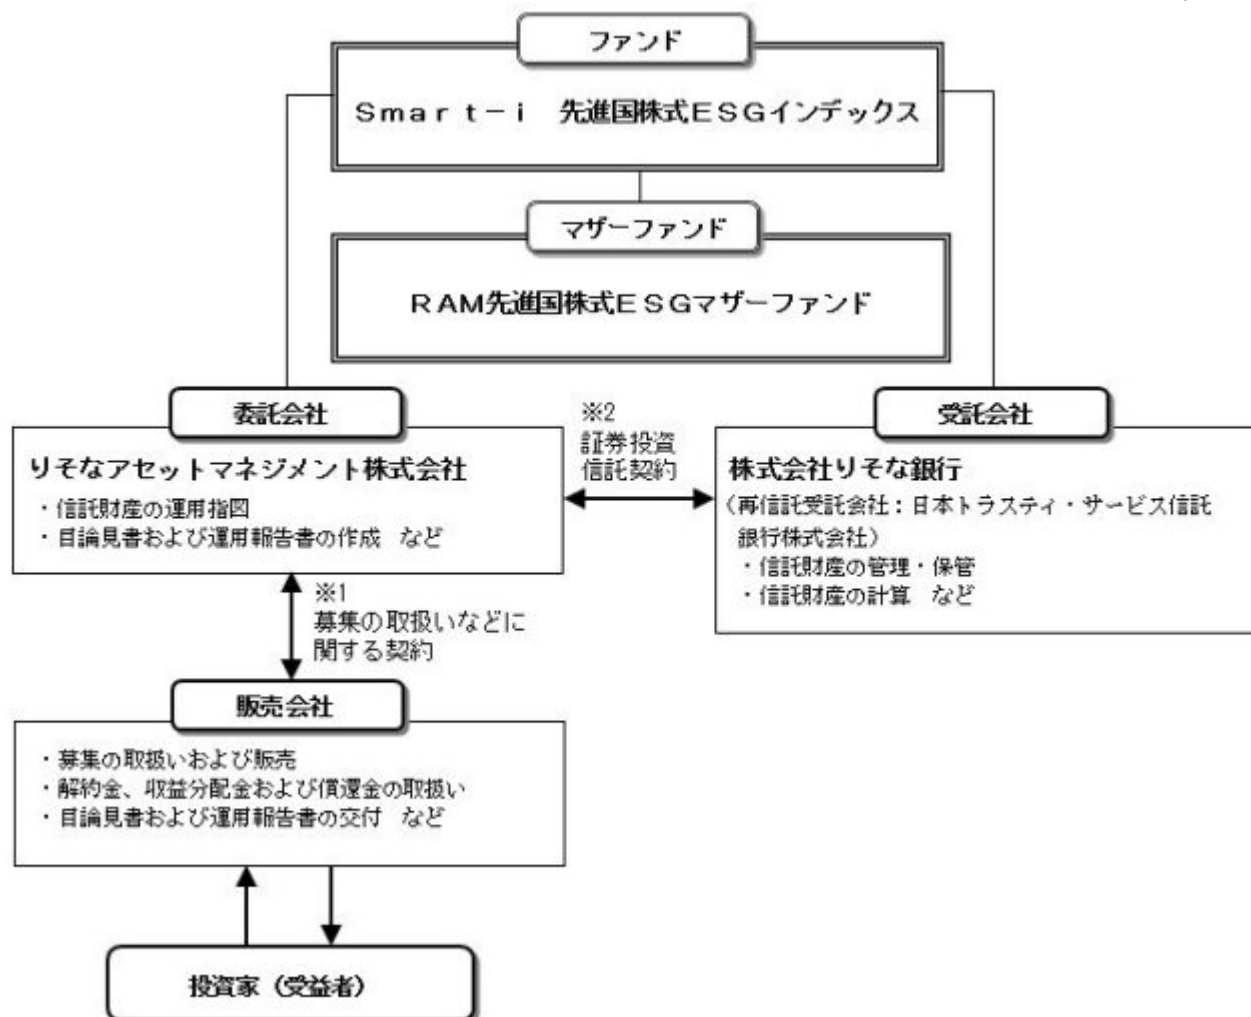 ファンド
Smart-i 先進国株式ESGインデックス
マザーファンド
RAM先進国株式ESGマザーファンド
委託会社
りそなアセットマネジメント株式会社
・信託財産の運用指図
・目論見書および運用報告書の作成 など
※2
証券投資
信託契約
受託会社
株式会社りそな銀行
(再信託受託会社:日本トラスティ・サービス信託
銀行株式会社)
・信託財産の管理・保管
・信託財産の計算 など
※1
募集の取扱いなどに
関する契約
販売会社
・募集の取扱いおよび販売
・解約金、収益分配金および償還金の取扱い
・目論見書および運用報告書の交付 など
投資家(受益者)